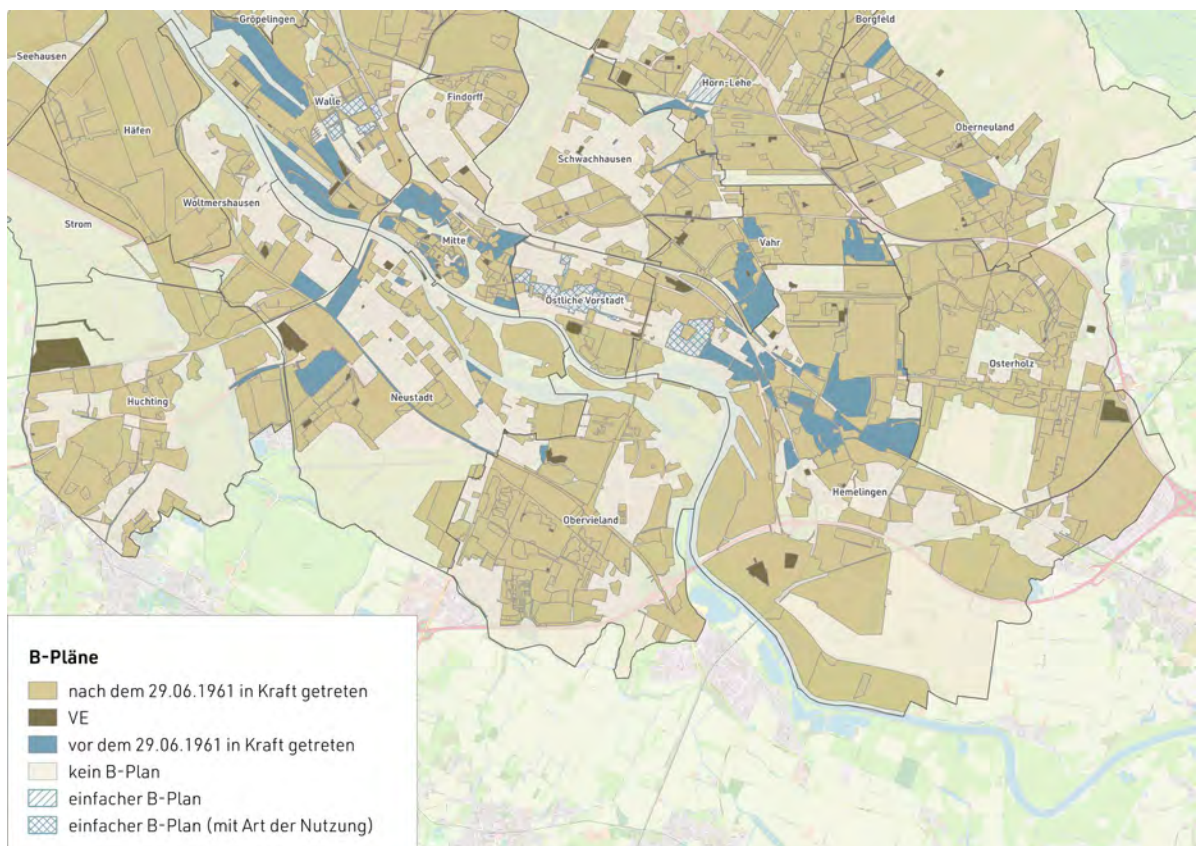 Gröpelingen
Borgfeld
Seehausen
Horn-Lehe
Findorff
Walle
Häfen
Oberneuland
Schwachhausen
Woltmershausen
Strom
Mitte
Vahr
Östliche Vorstadt
Osterholz
Huchting
Neustadt
Hemelingen
Obervieland
B-Pläne
nach dem 29.06.1961 in Kraft getreten
VE
vor dem 29.06.1961 in Kraft getreten
kein B-Plan
einfacher B-Plan
einfacher B-Plan (mit Art der Nutzung)